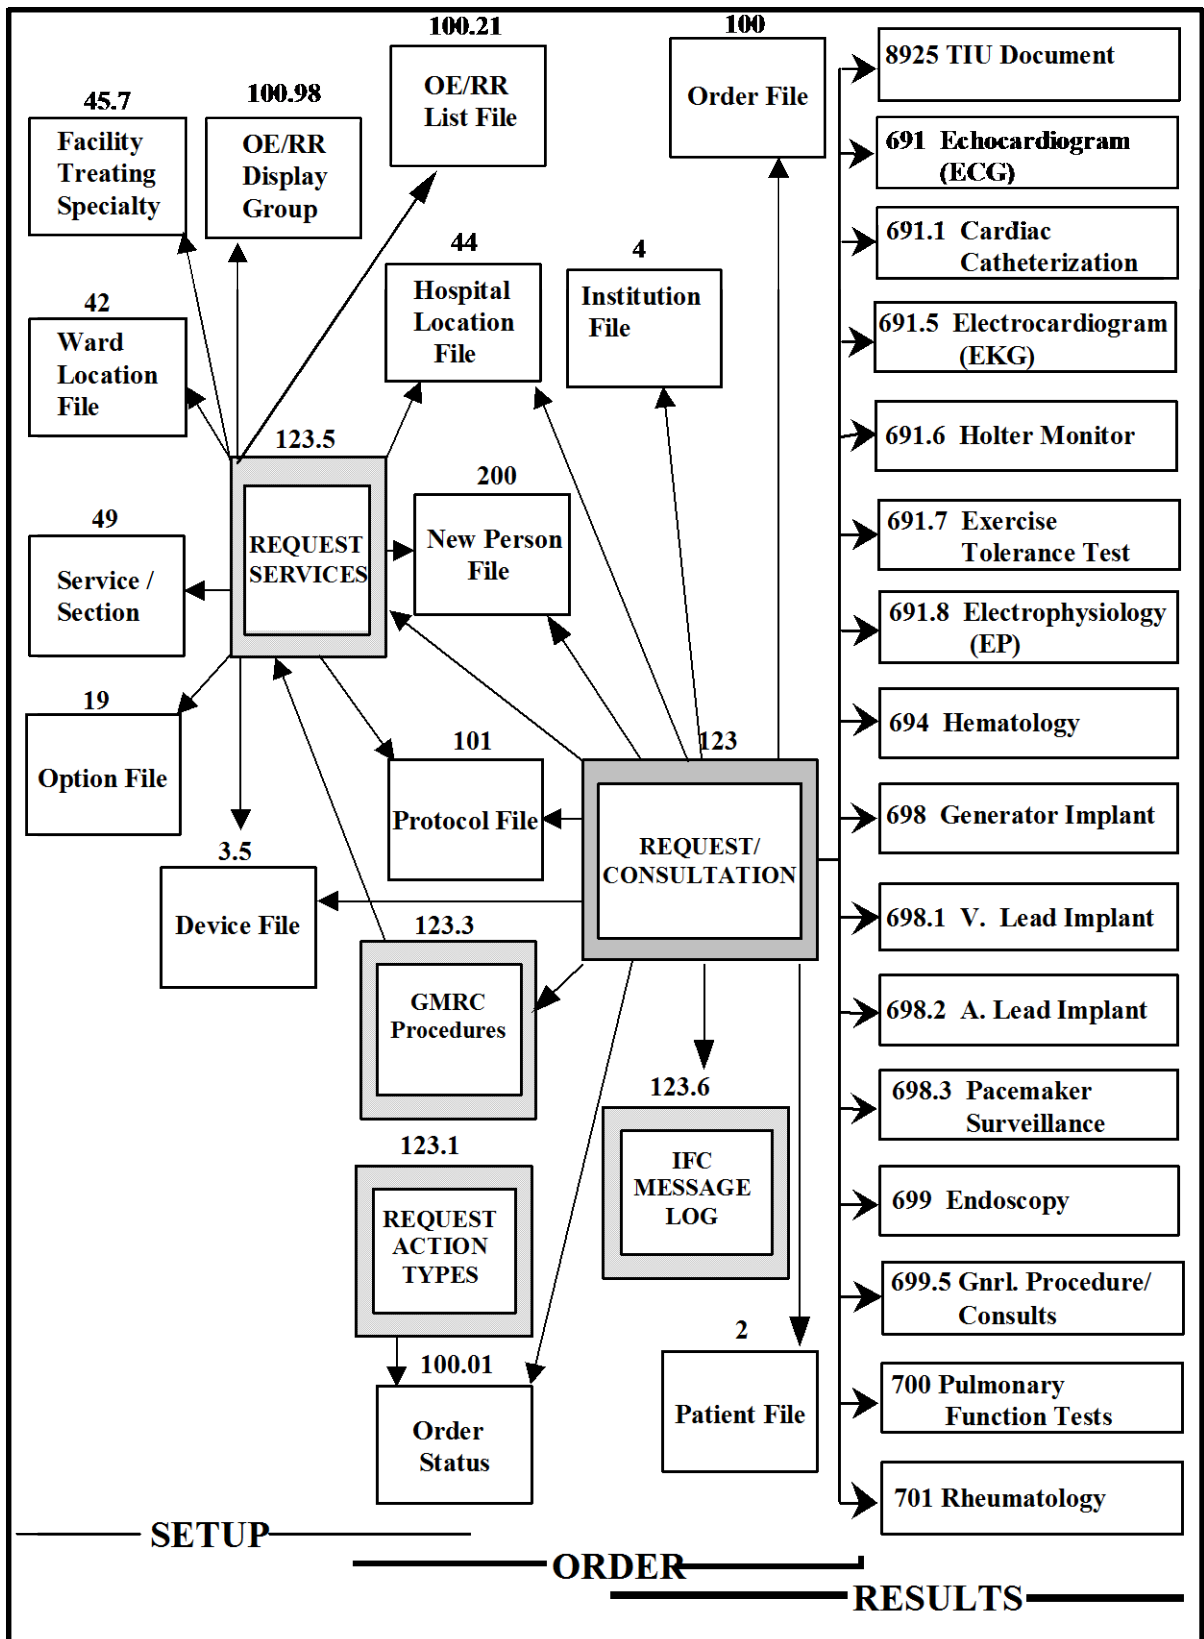 100.21
OE/RR
List File
100
Order File
45.7
Facility
Treating
Specialty
100.98
OE/RR
Display
Group
44
Hospital
Location
File
4
Institution
File
42
Ward
Location
File
123.5
REQUEST
SERVICES
200
New Person
File
49
Service /
Section
19
Option File
101
Protocol File
123
REQUEST/
CONSULTATION
3.5
Device File
123.3
GMRC
Procedures
123.6
IFC
MESSAGE
LOG
123.1
REQUEST
ACTION
TYPES
100.01
Order
Status
2
Patient File
8925 TIU Document
691 Echocardiogram
(ECG)
691.1 Cardiac
Catheterization
691.5 Electrocardiogram
(EKG)
691.6 Holter Monitor
691.7 Exercise
Tolerance Test
691.8 Electrophysiology
(EP)
694 Hematology
698 Generator Implant
698.1 V. Lead Implant
698.2 A. Lead Implant
698.3 Pacemaker
Surveillance
699 Endoscopy
699.5 Gnrl. Procedure/
Consults
700 Pulmonary
Function Tests
701 Rheumatology
SETUP
ORDER
RESULTS